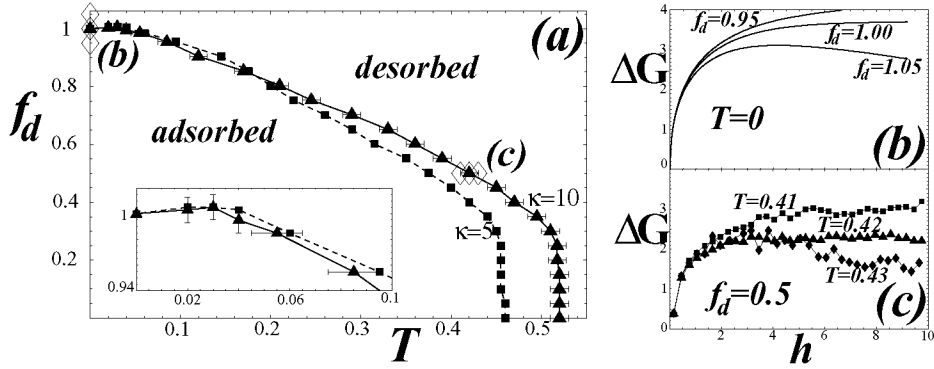 (a)
desorbed
adsorbed
(b)
(c)
κ=10
κ=5
f_d
1
0.8
0.6
0.4
0.2
0.1
0.2
0.3
0.4
0.5
T
1
0.94
0.02
0.06
0.1
4
3
2
1
0
ΔG
f_d=0.95
f_d=1.00
f_d=1.05
T=0
(b)
3
2
1
0
ΔG
T=0.41
T=0.42
T=0.43
f_d=0.5
(c)
0
2
4
6
8
10
h